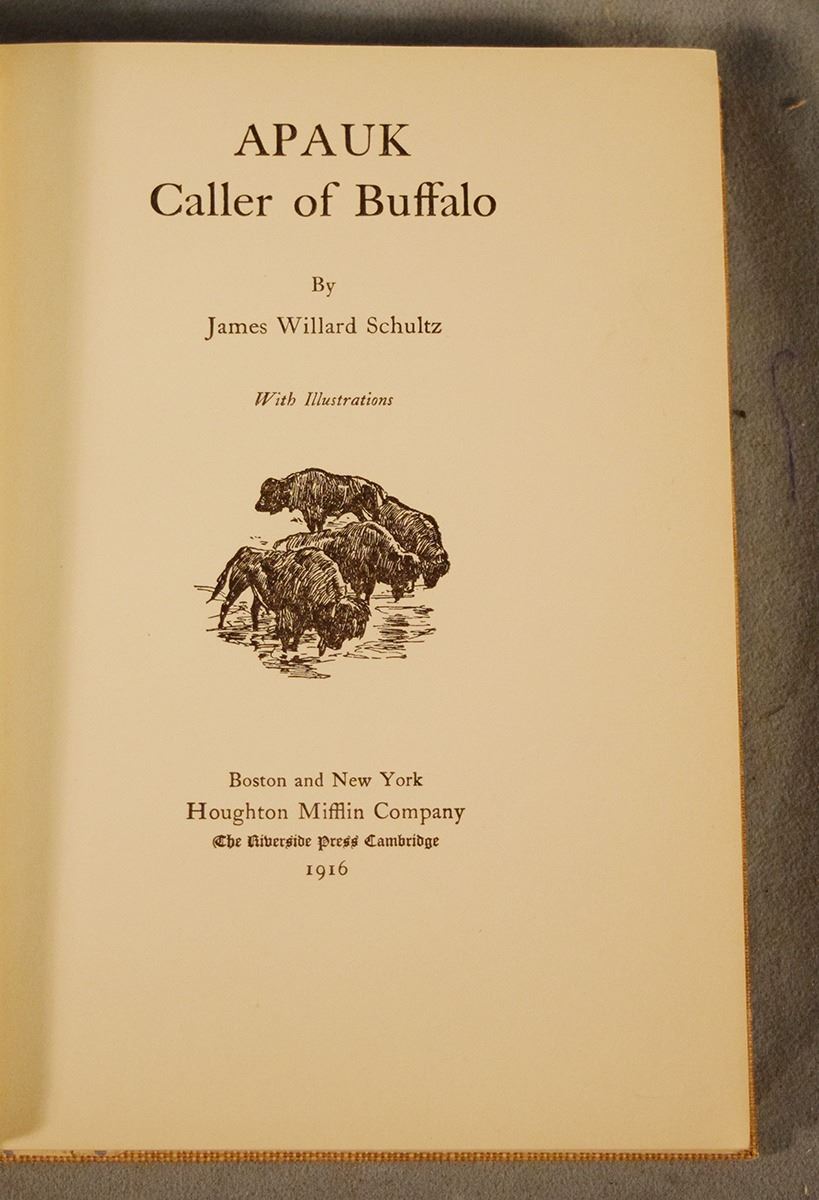 APAUK
Caller of Buffalo
By
James Willard Schultz
With Illustrations
Boston and New York
Houghton Mifflin Company
The Riverside Press Cambridge
1916